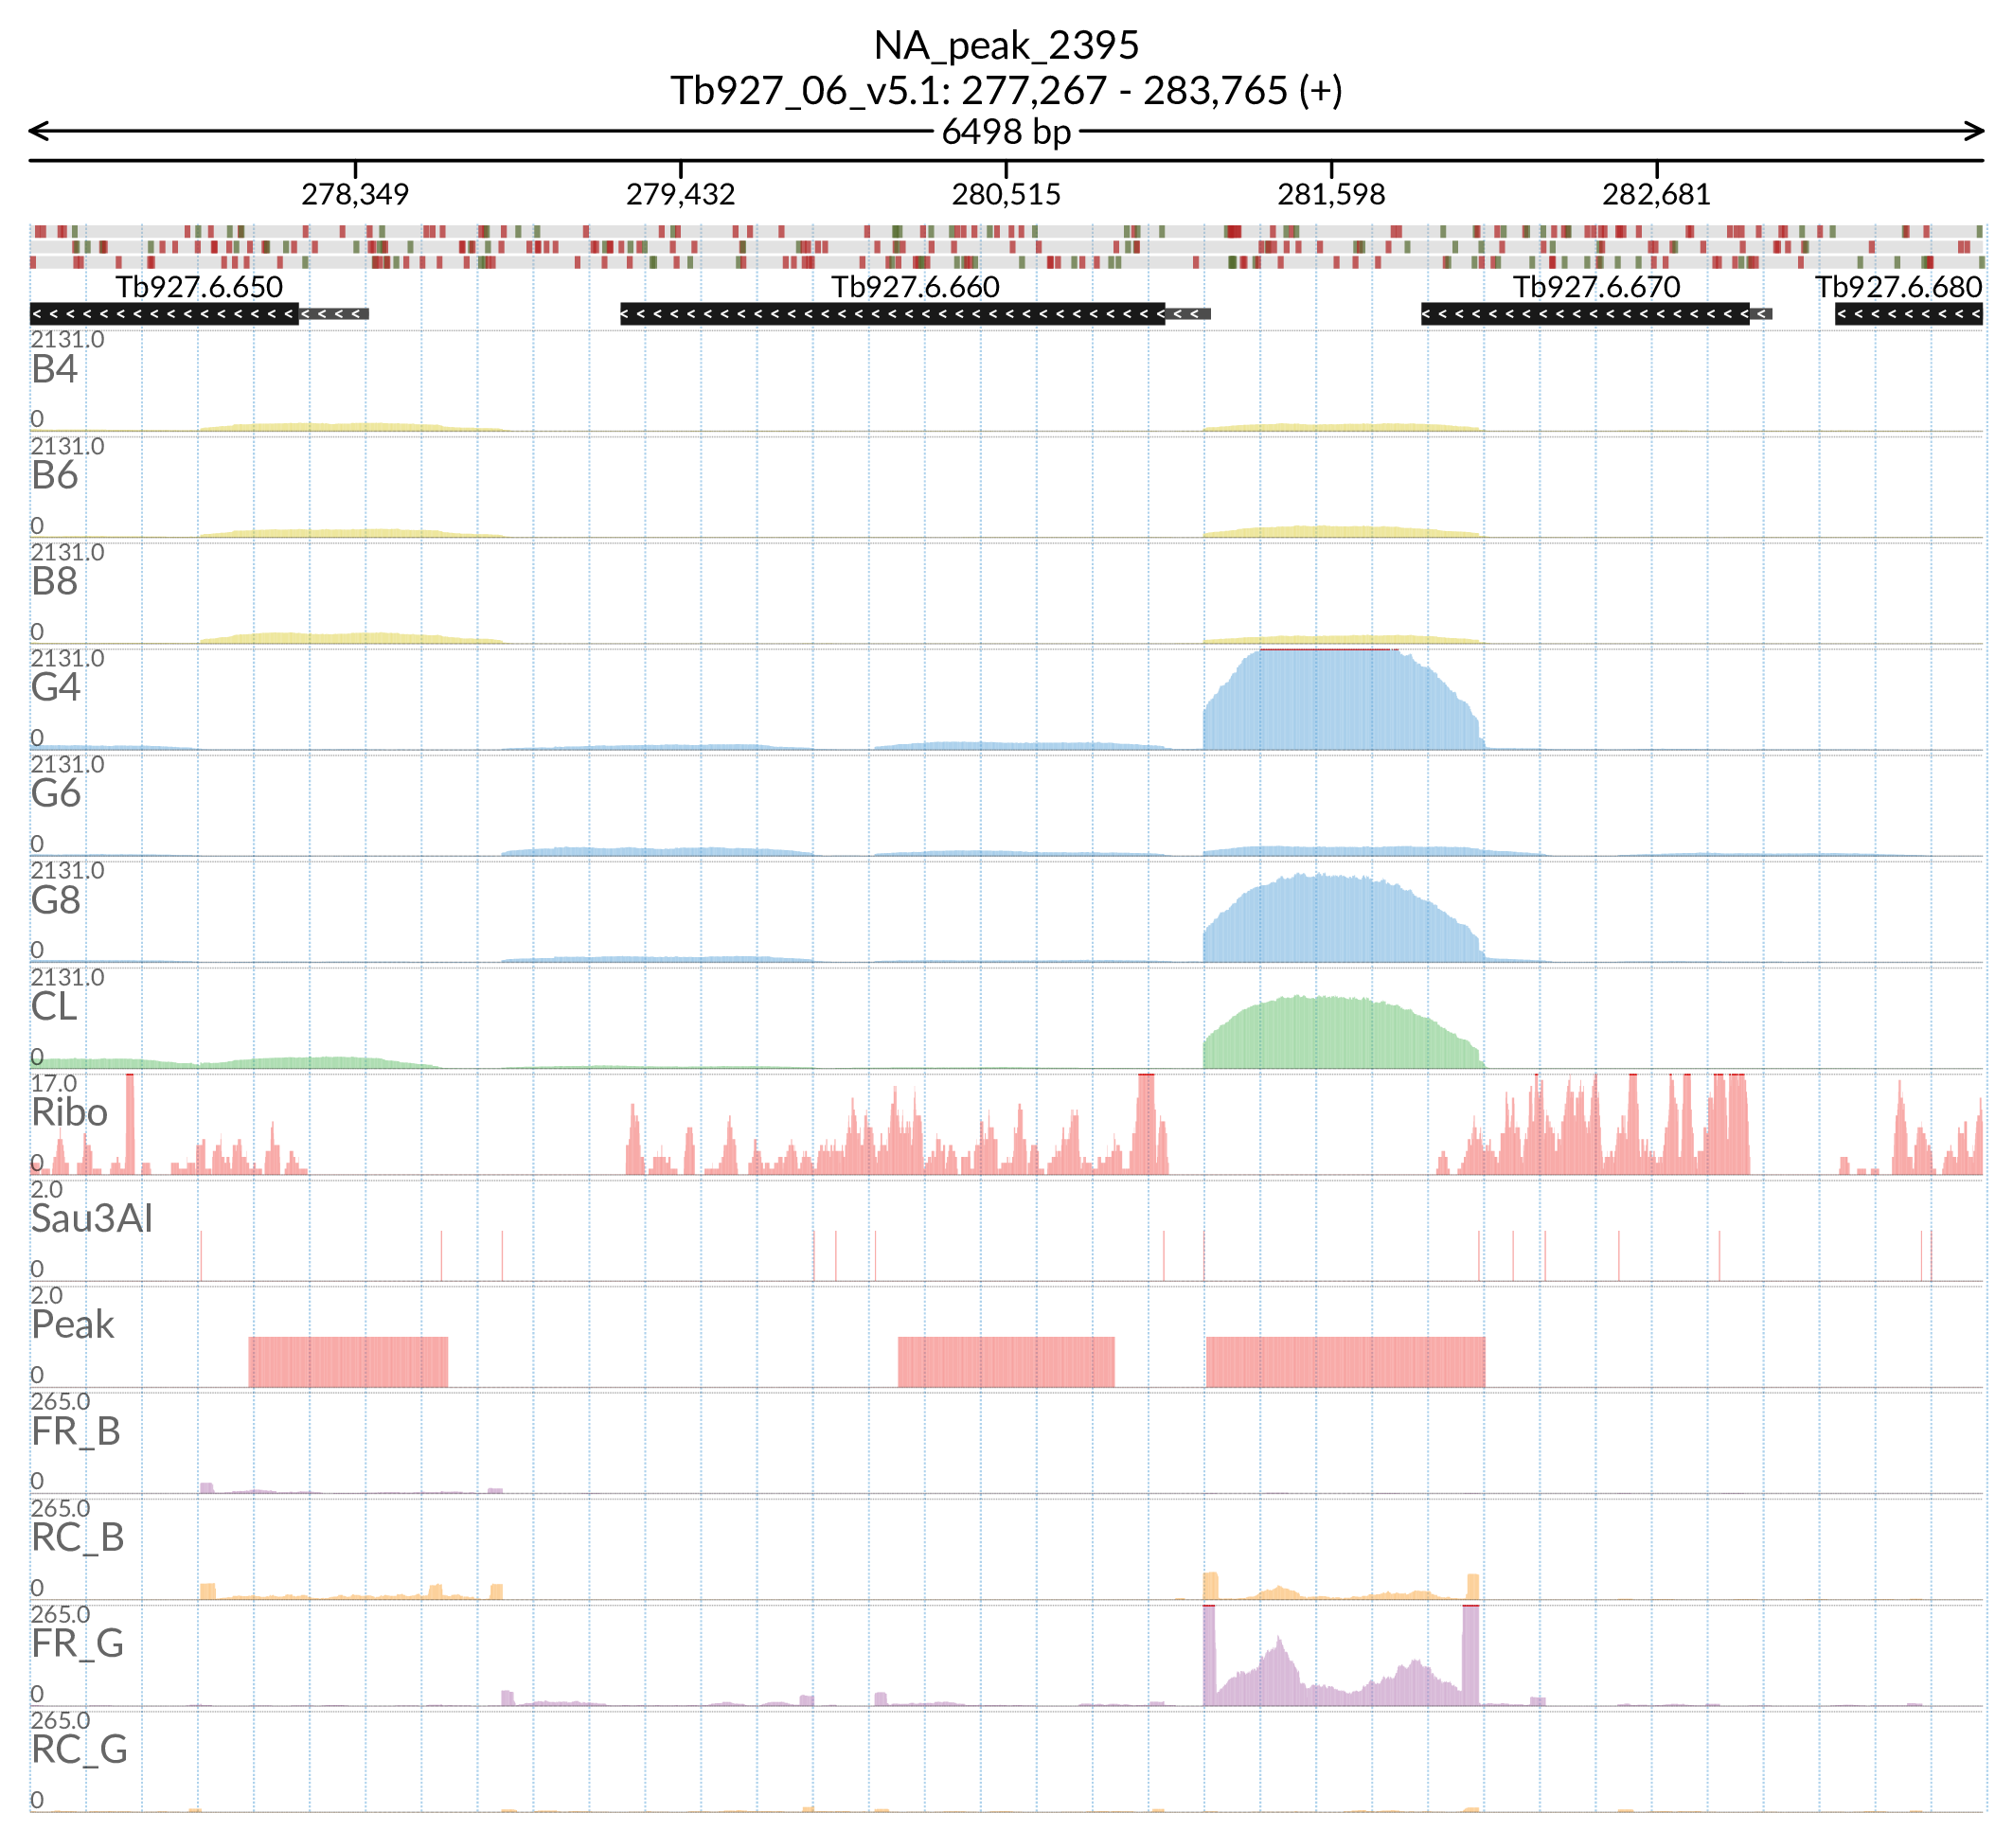 NA_peak_2395
Tb927_06_v5.1: 277,267 - 283,765 (+)
6498 bp
278,349 279,432 280,515 281,598 282,681
Tb927.6.650 Tb927.6.660 Tb927.6.670 Tb927.6.680
2131.0
B4
0
2131.0
B6
0
2131.0
B8
0
2131.0
G4
0
2131.0
G6
0
2131.0
G8
0
2131.0
CL
0
17.0
Ribo
0
2.0
Sau3AI
0
2.0
Peak
0
265.0
FR_B
0
265.0
RC_B
0
265.0
FR_G
0
265.0
RC_G
0